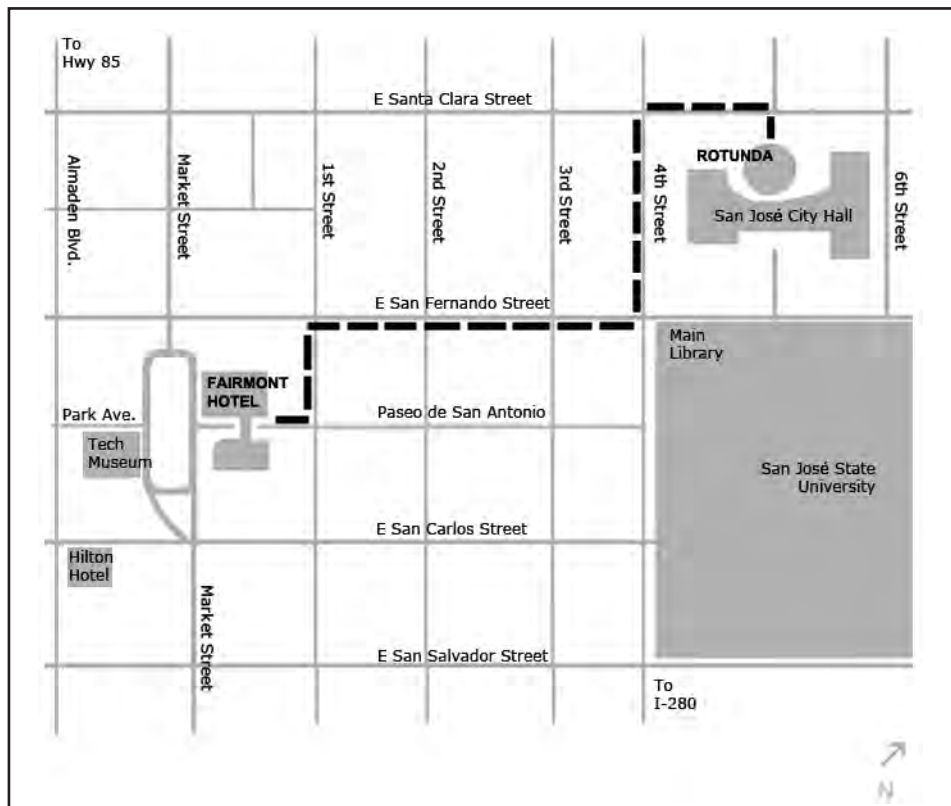 To
Hwy 85
E Santa Clara Street
Almaden Blvd.
Market Street
1st Street
2nd Street
3rd Street
4th Street
6th Street
ROTUNDA
San José City Hall
E San Fernando Street
Main
Library
FAIRMONT
HOTEL
Park Ave.
Paseo de San Antonio
Tech
Museum
San José State
University
E San Carlos Street
Hilton
Hotel
Market Street
E San Salvador Street
To
I-280
N